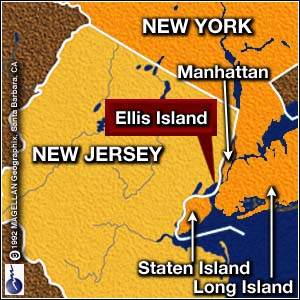 NEW YORK
Manhattan
Ellis Island
NEW JERSEY
Staten Island
Long Island
© 1992 MAGELLAN Geographix, Santa Barbara, CA